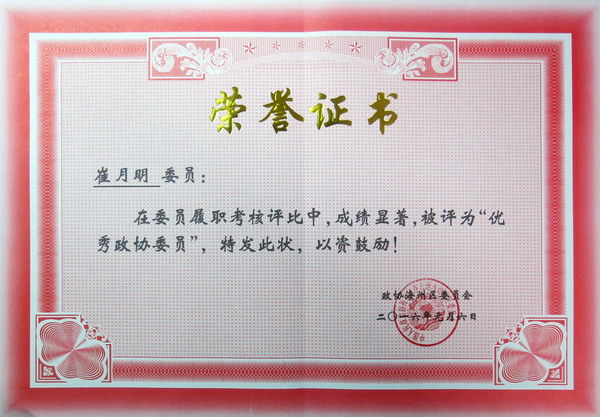 荣誉证书
崔月明 委员：
在委员履职考核评比中，成绩显著，被评为“优
秀政协委员”，特发此状，以资鼓励！
政协海州区委员会
二〇一六年元月六日